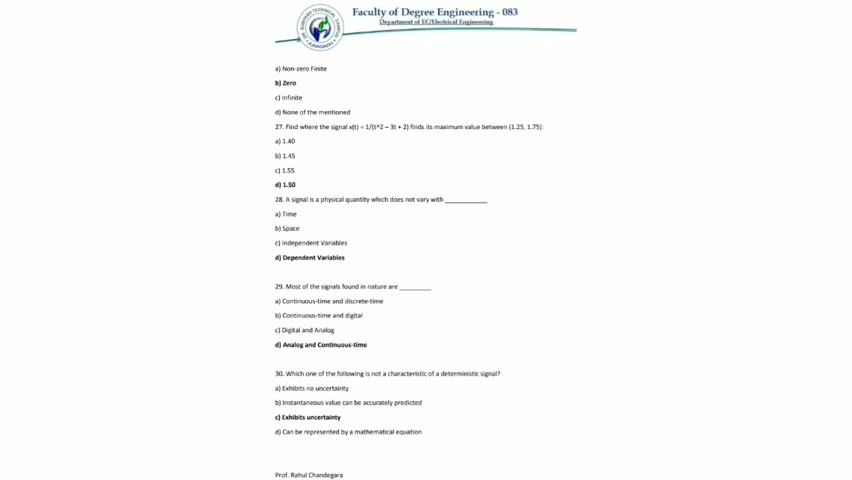 Faculty of Degree Engineering - 083
Department of EC/Electrical Engineering
a) Non-zero Finite
b) Zero
c) Infinite
d) None of the mentioned
27. Find where the signal x(t) = 1/(t^2 – 3t + 2) finds its maximum value between (1.25, 1.75):
a) 1.40
b) 1.45
c) 1.55
d) 1.50
28. A signal is a physical quantity which does not vary with ____________
a) Time
b) Space
c) Independent Variables
d) Dependent Variables
29. Most of the signals found in nature are _________
a) Continuous-time and discrete-time
b) Continuous-time and digital
c) Digital and Analog
d) Analog and Continuous-time
30. Which one of the following is not a characteristic of a deterministic signal?
a) Exhibits no uncertainty
b) Instantaneous value can be accurately predicted
c) Exhibits uncertainty
d) Can be represented by a mathematical equation
Prof. Rahul Chandegara